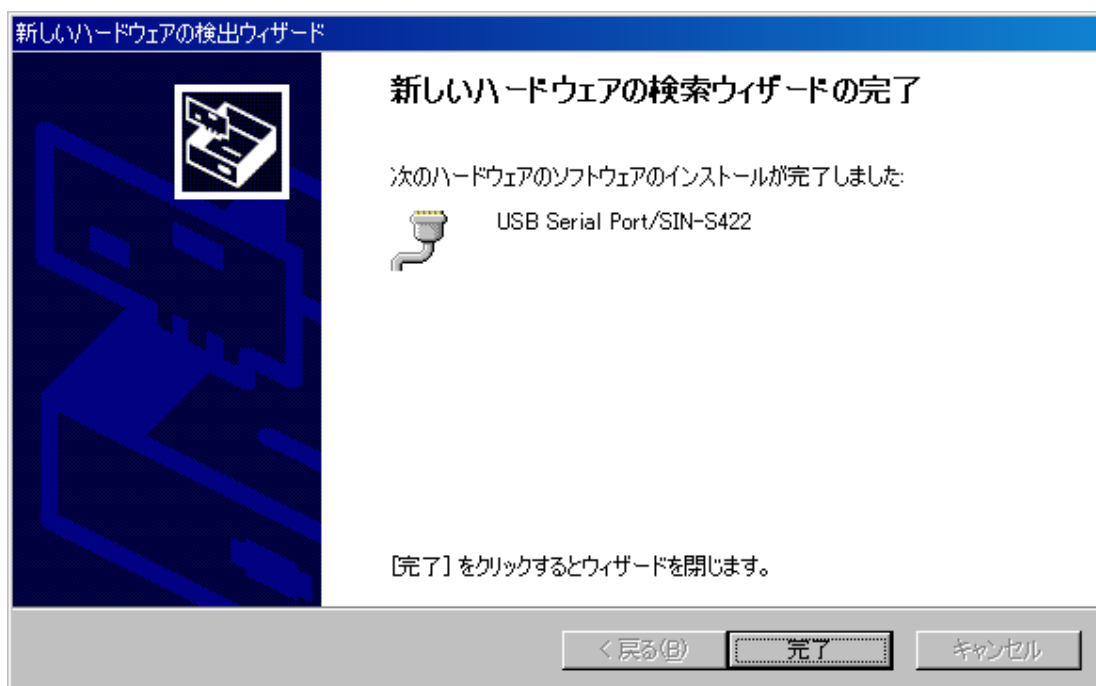 新しいハードウェアの検出ウィザード
新しいハードウェアの検索ウィザードの完了
次のハードウェアのソフトウェアのインストールが完了しました:
USB Serial Port/SIN-S422
[完了] をクリックするとウィザードを閉じます。
< 戻る(B)
完了
キャンセル